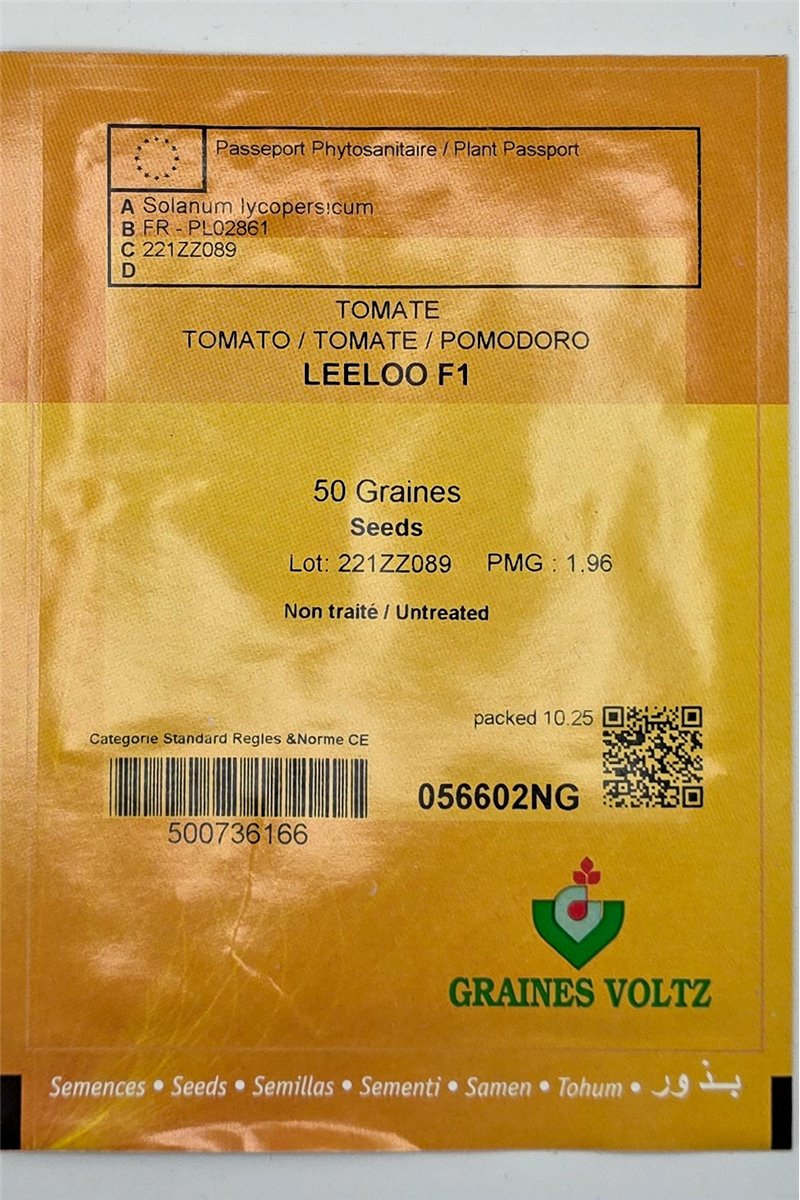 Passeport Phytosanitaire / Plant Passport
A Solanum lycopersicum
B FR - PL02861
C 221ZZ089
D
TOMATE
TOMATO / TOMATE / POMODORO
LEELOO F1
50 Graines
Seeds
Lot: 221ZZ089 PMG : 1.96
Non traité / Untreated
packed 10.25
Categorie Standard Regles &Norme CE
056602NG
500736166
GRAINES VOLTZ
Semences • Seeds • Semillas • Sementi • Samen • Tohum • بذور